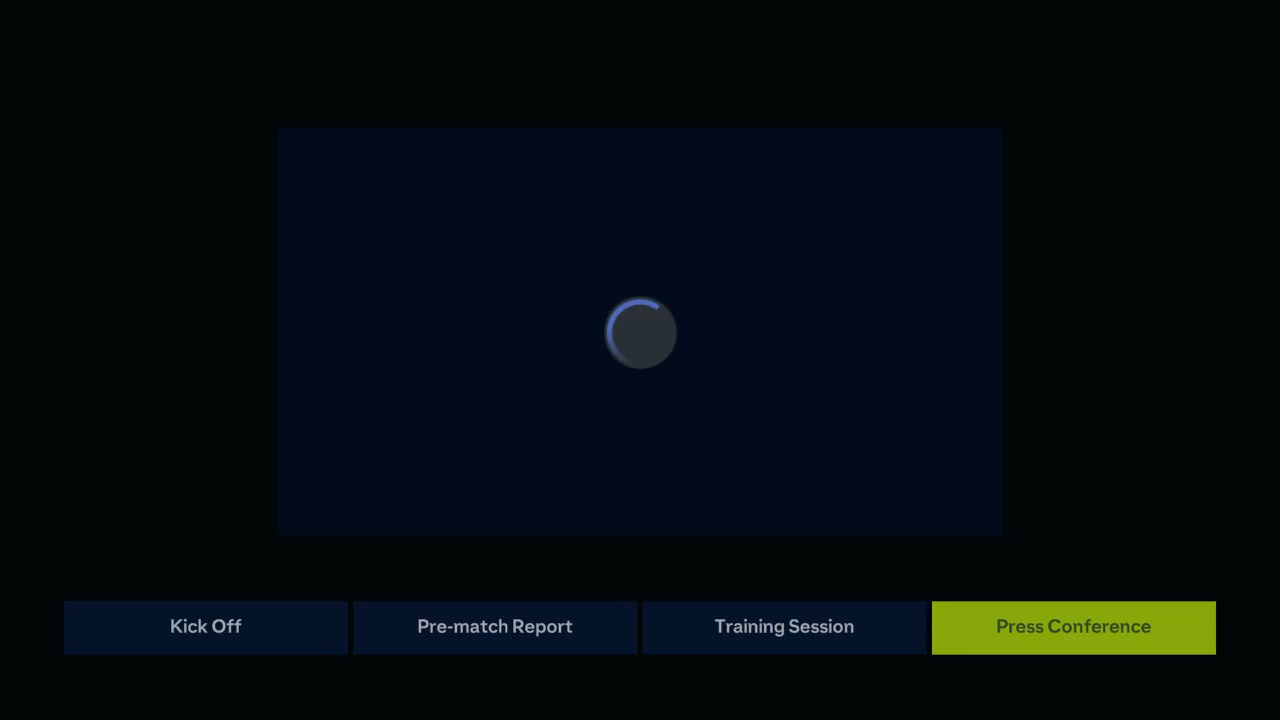 Kick Off
Pre-match Report
Training Session
Press Conference